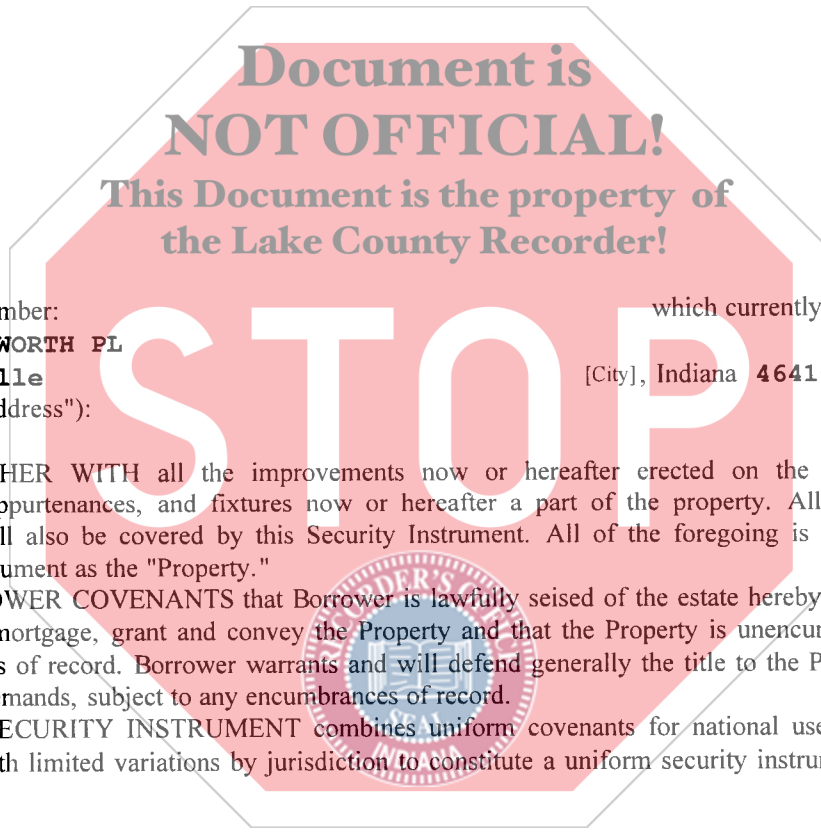 Document is
NOT OFFICIAL!
This Document is the property of
the Lake County Recorder!
STOP
mber: which currently
WORTH PL
lle [City], Indiana 4641
ddress"):
HER WITH all the improvements now or hereafter erected on the
ppurtenances, and fixtures now or hereafter a part of the property. All
ll also be covered by this Security Instrument. All of the foregoing is
ument as the "Property."
OWER COVENANTS that Borrower is lawfully seised of the estate hereby
mortgage, grant and convey the Property and that the Property is unencu
s of record. Borrower warrants and will defend generally the title to the P
mands, subject to any encumbrances of record.
ECURITY INSTRUMENT combines uniform covenants for national use
th limited variations by jurisdiction to constitute a uniform security instru
RECORDER'S OFFICE
SEAL
INDIANA